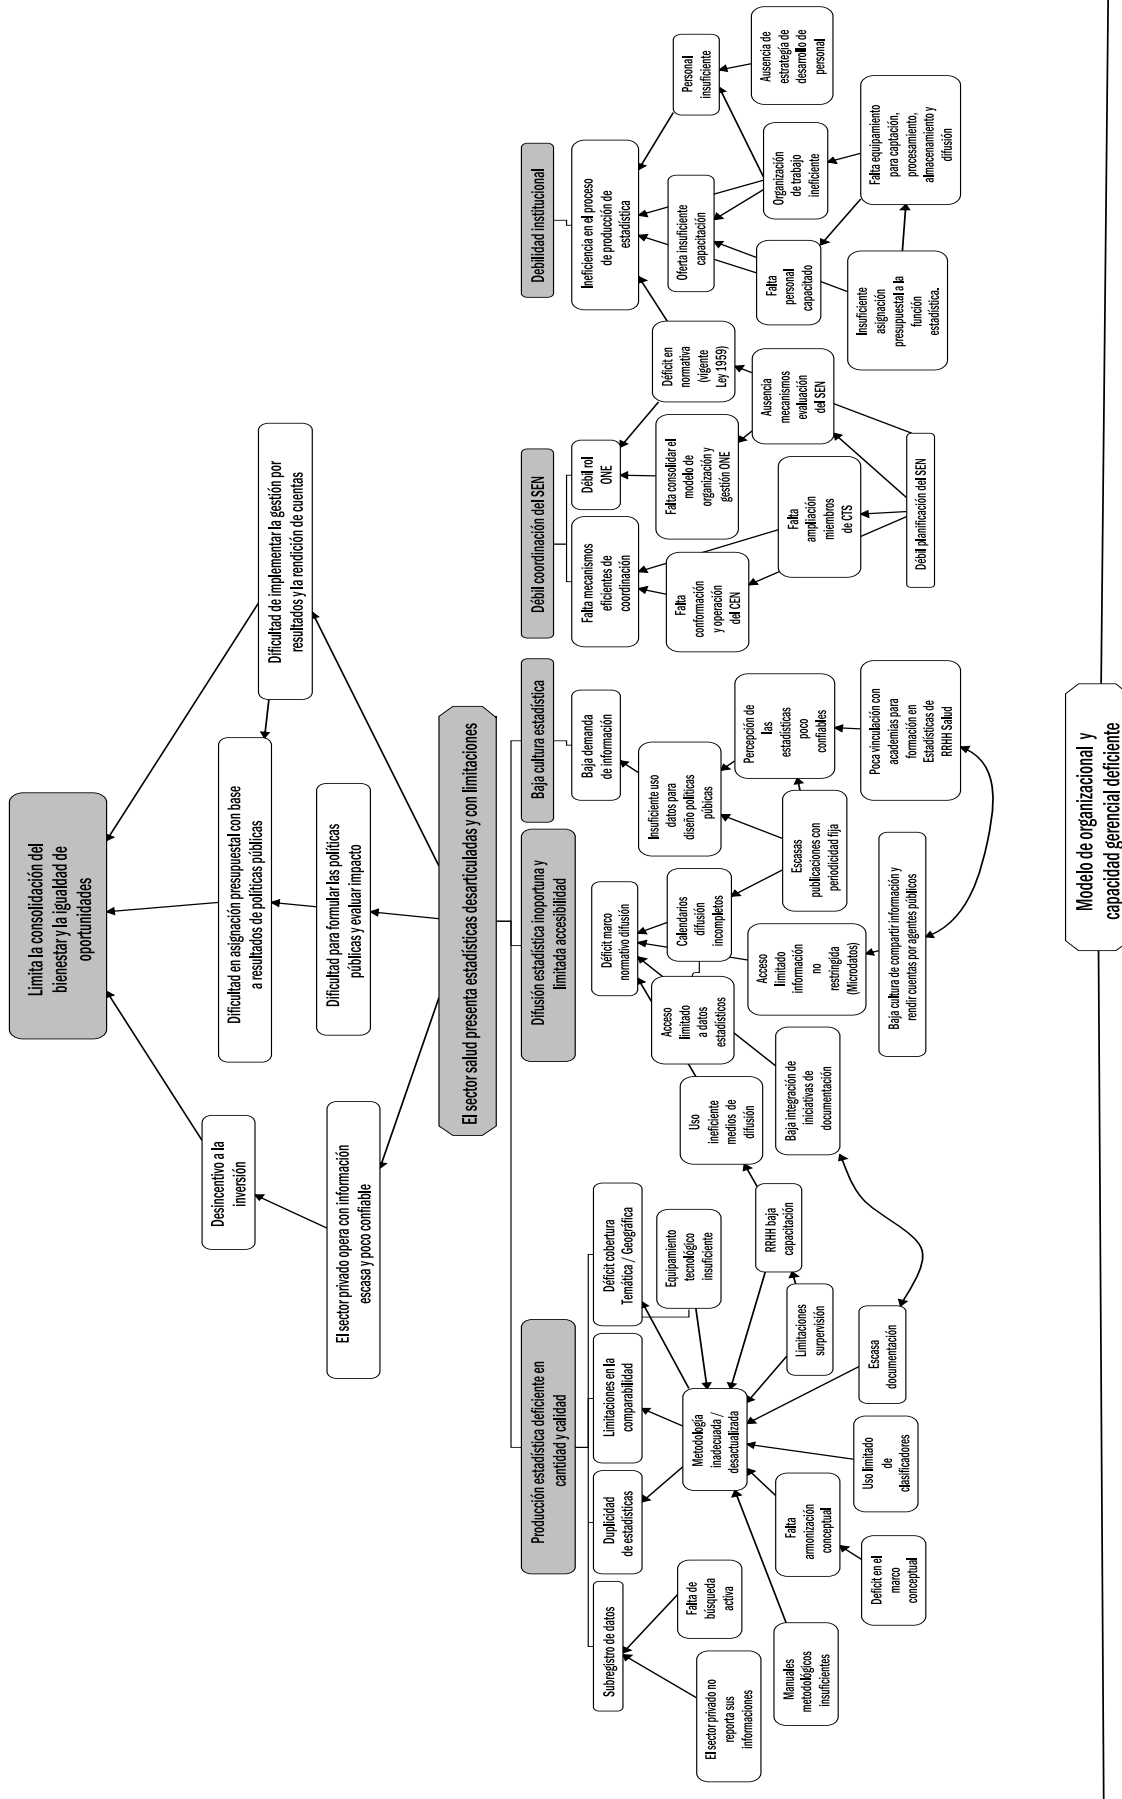 Limita la consolidación del
bienestar y la igualdad de
oportunidades
Desincentivo a la
inversión
Dificultad en asignación presupuestal con base
a resultados de políticas públicas
Dificultad de implementar la gestión por
resultados y la rendición de cuentas
El sector privado opera con información
escasa y poco confiable
Dificultad para formular las políticas
públicas y evaluar impacto
El sector salud presenta estadísticas desarticuladas y con limitaciones
Producción estadística deficiente en
cantidad y calidad
Difusión estadística inoportuna y
limitada accesibilidad
Baja cultura estadística
Débil coordinación del SEN
Debilidad institucional
Subregistro de datos
Duplicidad
de estadísticas
Limitaciones en la
comparabilidad
Déficit cobertura
Temática / Geográfica
El sector privado no
reporta sus
informaciones
Falta de
búsqueda
activa
Metodología
inadecuada /
desactualizada
Equipamiento
tecnológico
insuficiente
Manuales
metodológicos
insuficientes
Falta
armonización
conceptual
Deficit en el
marco
conceptual
Uso limitado
de
clasificadores
Escasa
documentación
Limitaciones
surpervisión
RRHH baja
capacitación
Déficit marco
normativo difusión
Uso
ineficiente
medios de
difusión
Acceso
limitado
a datos
estadísticos
Calendarios
difusión
incompletos
Baja integración de
iniciativas de
documentación
Acceso
limitado
información
no
restringida
(Microdatos)
Baja cultura de compartir información y
rendir cuentas por agentes públicos
Baja demanda
de información
Insuficiente uso
datos para
diseño políticas
púbicas
Escasas
publicaciones con
periodicidad fija
Percepción de
las
estadísticas
poco
confiables
Poca vinculación con
academias para
formación en
Estadísticas de
RRHH Salud
Falta mecanismos
eficientes de
coordinación
Débil rol
ONE
Falta
conformación
y operación
del CEN
Falta consolidar el
modelo de
organización y
gestión ONE
Falta
ampliación
miembros
de CTS
Ausencia
mecanismos
evaluación
del SEN
Débil planificación del SEN
Déficit en
normativa
(vigente
Ley 1959)
Ineficiencia en el proceso
de producción de
estadística
Oferta insuficiente
capacitación
Personal
insuficiente
Falta
personal
capacitado
Organización
de trabajo
ineficiente
Ausencia de
estrategia de
desarrollo de
personal
Insuficiente
asignación
presupuestal a la
función
estadística.
Falta equipamiento
para captación,
procesamiento,
almacenamiento y
difusión
Modelo de organizacional y
capacidad gerencial deficiente